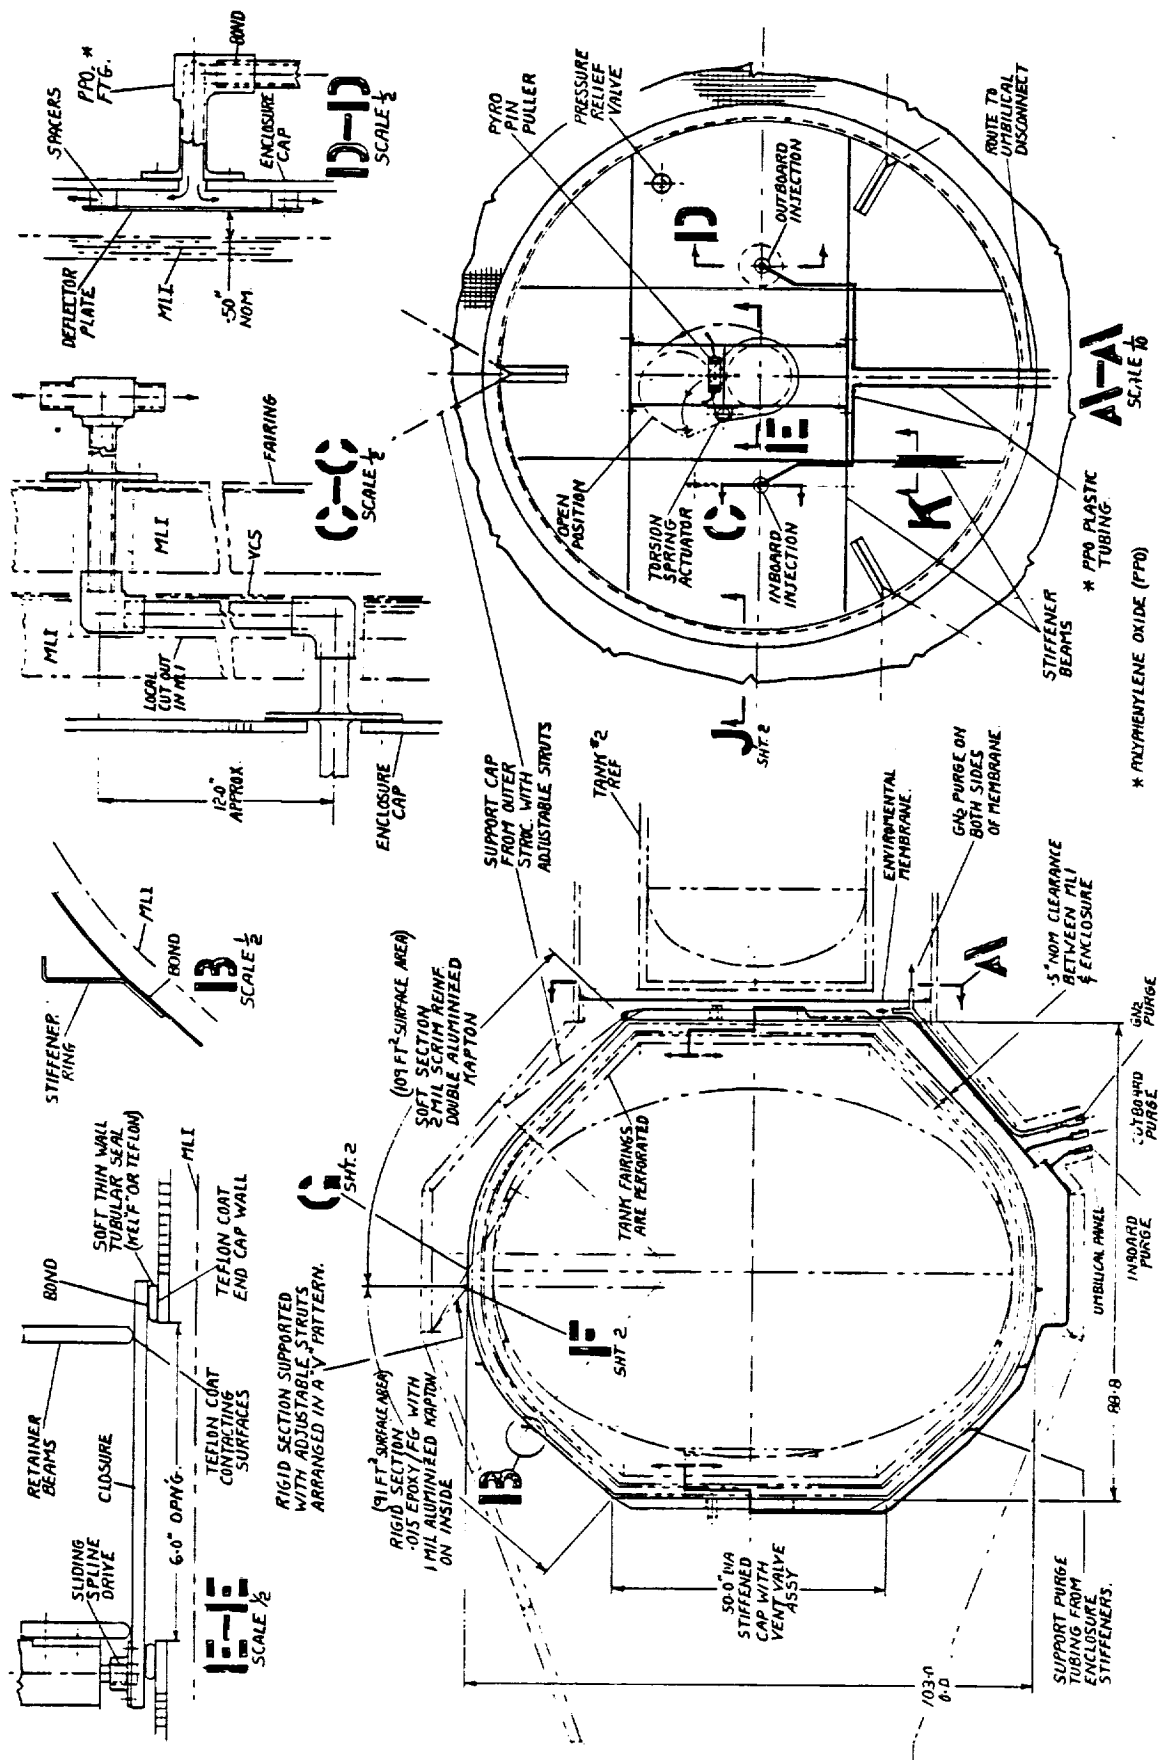 SPACERS
PPO. *
FTG.
BOND
DEFLECTOR
PLATE
MLI
.50"
NOM.
ENCLOSURE
CAP
D-D
SCALE 1/2
FAIRING
MLI
VCS
MLI
LOCAL
CUT OUT
IN MLI
12.0"
APPROX
ENCLOSURE
CAP
C-C
SCALE 1/2
STIFFENER
RING
MLI
BOND
B
SCALE 1/2
RETAINER
BEAMS
BOND
SOFT THIN WALL
TUBULAR SEAL
(KEL"F" OR TEFLON)
SLIDING
SPLINE
DRIVE
CLOSURE
MLI
6.0" OPN'G.
TEFLON COAT
CONTACTING
SURFACES
TEFLON COAT
END CAP WALL
E-E
SCALE 1/2
PYRO
PIN
PULLER
PRESSURE
RELIEF
VALVE
D
OUTBOARD
INJECTION
OPEN
POSITION
TORSION
SPRING
ACTUATOR
E
C
INBOARD
INJECTION
K
J
SHT. 2
ROUTE TO
UMBILICAL
DISCONNECT
STIFFENER
BEAMS
* PPO PLASTIC
TUBING
A-A
SCALE 1/10
* POLYPHENYLENE OXIDE (PPO)
SUPPORT CAP
FROM OUTER
STRUC. WITH
ADJUSTABLE STRUTS
TANK #2
REF
ENVIROMENTAL
MEMBRANE.
GN2 PURGE ON
BOTH SIDES
OF MEMBRANE
A
.5" NOM CLEARANCE
BETWEEN MLI
& ENCLOSURE
(109 FT2 SURFACE AREA)
SOFT SECTION
2 MIL SCRIM REINF.
DOUBLE ALUMINIZED
KAPTON
G
SHT. 2
RIGID SECTION SUPPORTED
WITH ADJUSTABLE STRUTS
ARRANGED IN A "V" PATTERN.
(91 FT2 SURFACE AREA)
RIGID SECTION
.015 EPOXY/FG WITH
1 MIL ALUMINIZED KAPTON
ON INSIDE
B
F
SHT 2
TANK FAIRINGS
ARE PERFORATED
50.0" DIA
STIFFENED
CAP WITH
VENT VALVE
ASSY
103.0
O.D
88.8
UMBILICAL PANEL
INBOARD
PURGE
OUTBOARD
PURGE
GN2
PURGE
SUPPORT PURGE
TUBING FROM
ENCLOSURE
STIFFENERS.